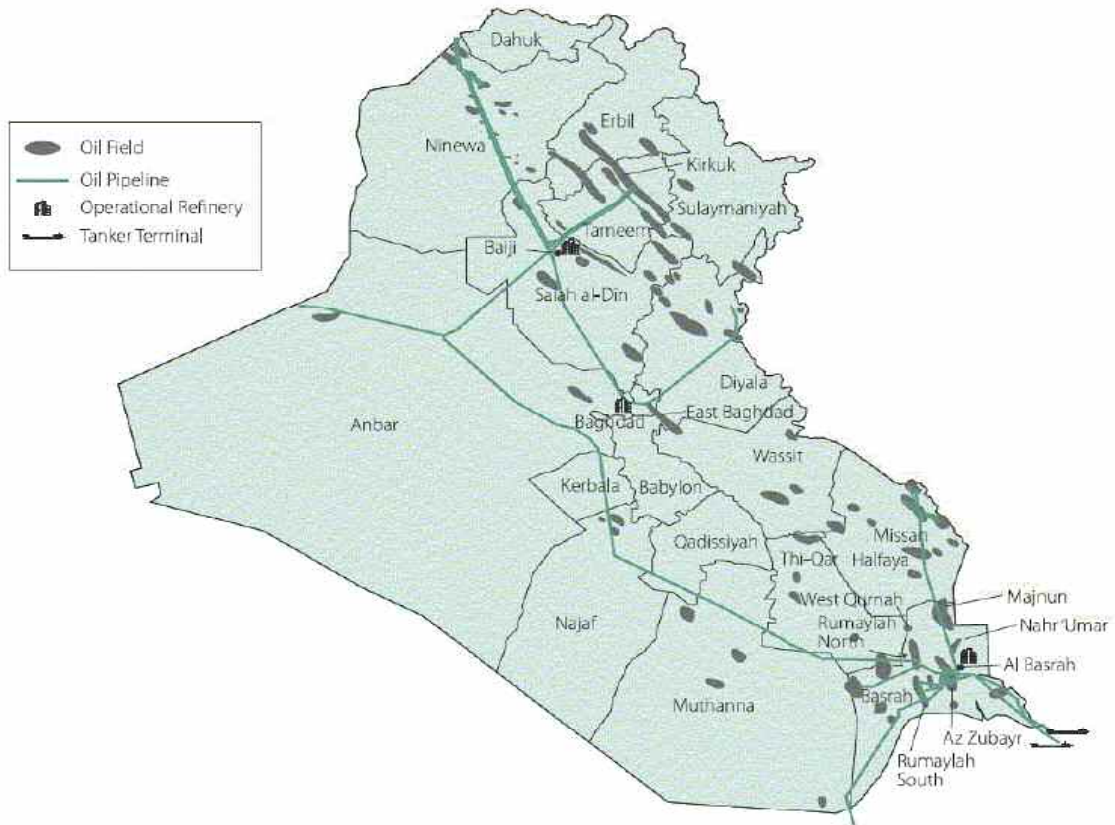 Dahuk
Oil Field
Oil Pipeline
Operational Refinery
Tanker Terminal
Ninewa
Erbil
Kirkuk
Sulaymaniyah
Tameem
Baiji
Salah al-Din
Diyala
East Baghdad
Baghdad
Anbar
Wassit
Kerbala
Babylon
Qadissiyah
Missan
Thi-Qar
Halfaya
West Qurnah
Majnun
Rumaylah
North
Nahr 'Umar
Najaf
Al Basrah
Muthanna
Basrah
Az Zubayr
Rumaylah
South